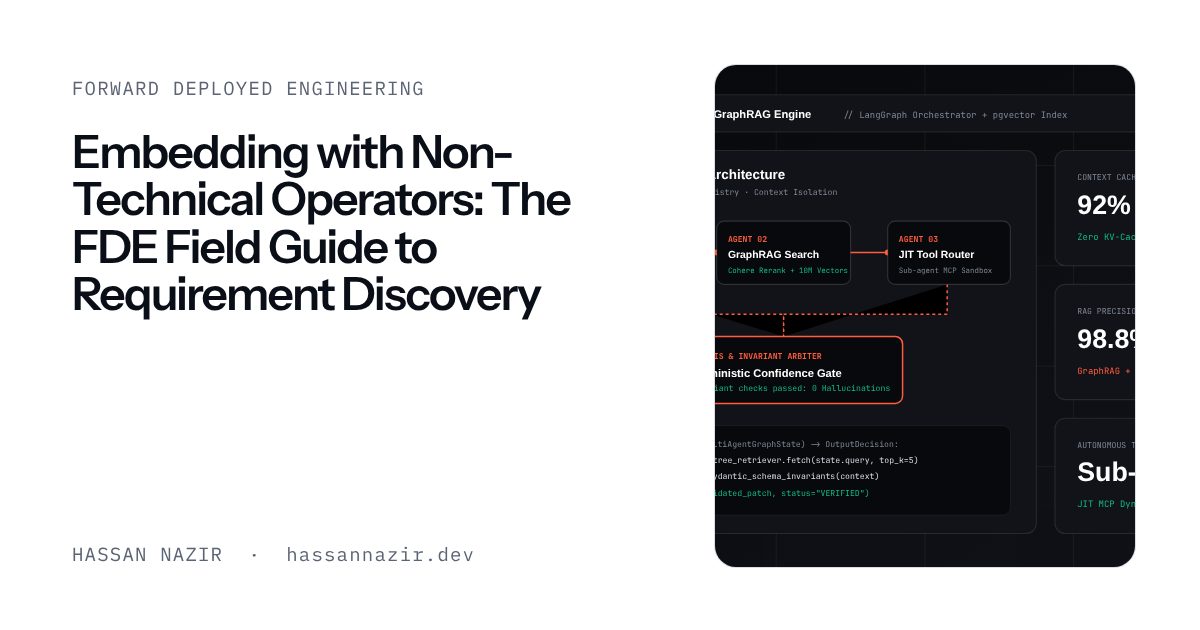 FORWARD DEPLOYED ENGINEERING
Embedding with Non-
Technical Operators: The
FDE Field Guide to
Requirement Discovery
HASSAN NAZIR · hassannazir.dev
GraphRAG Engine // LangGraph Orchestrator + pgvector Index
rchitecture
istry · Context Isolation
AGENT 02
GraphRAG Search
Cohere Rerank + 10M Vectors
AGENT 03
JIT Tool Router
Sub-agent MCP Sandbox
IS & INVARIANT ARBITER
ministic Confidence Gate
iant checks passed: 0 Hallucinations
ltiAgentGraphState) → OutputDecision:
tree_retriever.fetch(state.query, top_k=5)
ydantic_schema_invariants(context)
idated_patch, status="VERIFIED")
CONTEXT CACH
92%
Zero KV-Cac
RAG PRECISIO
98.8%
GraphRAG +
AUTONOMOUS T
Sub-
JIT MCP Dyn